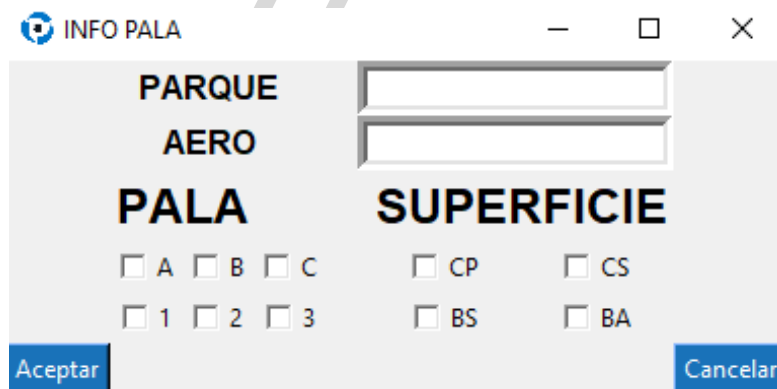 INFO PALA
PARQUE
AERO
PALA SUPERFICIE
A B C CP CS
1 2 3 BS BA
Aceptar Cancelar